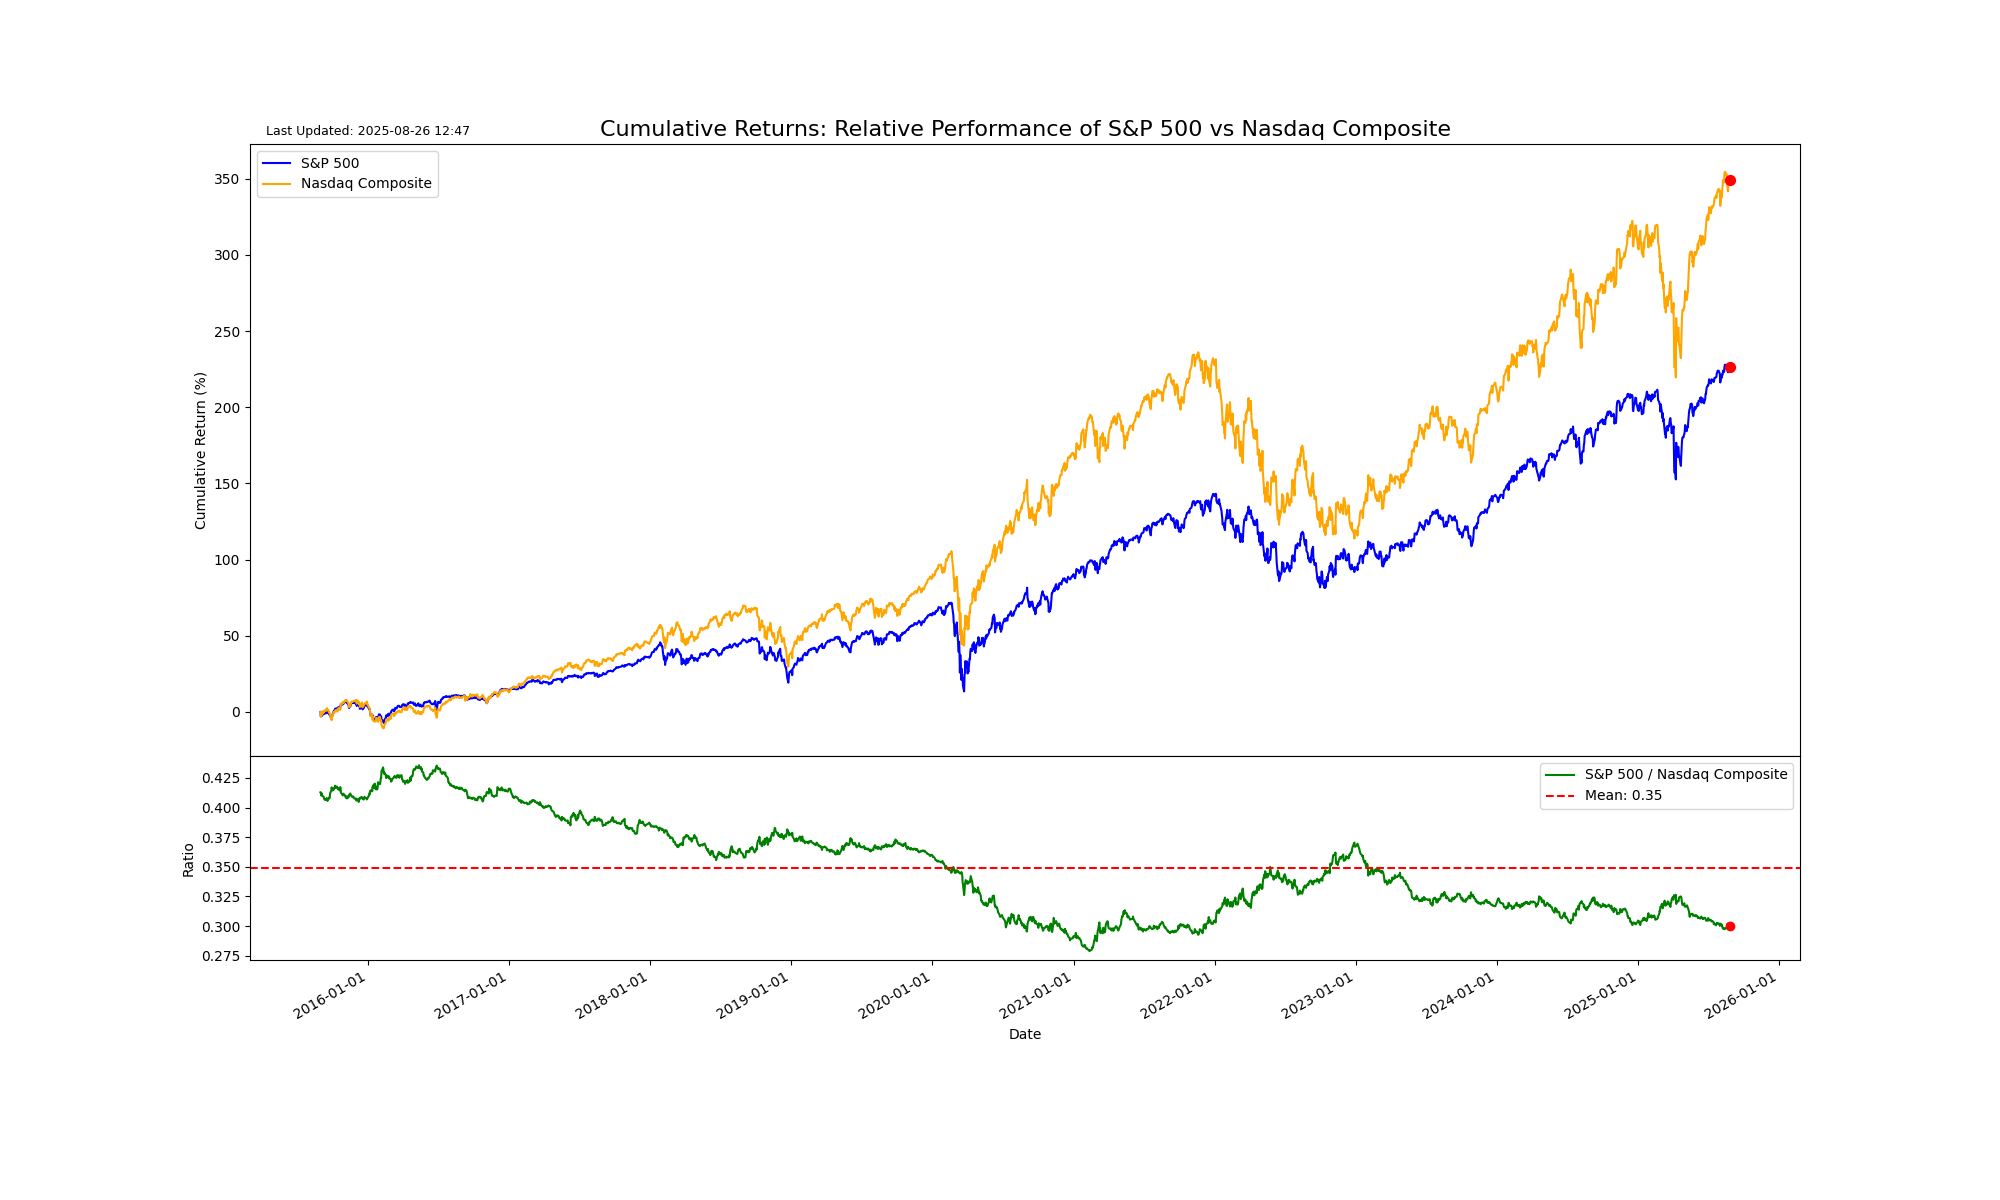 Last Updated: 2025-08-26 12:47
Cumulative Returns: Relative Performance of S&P 500 vs Nasdaq Composite
S&P 500
Nasdaq Composite
350
300
250
200
150
100
50
0
Cumulative Return (%)
S&P 500 / Nasdaq Composite
Mean: 0.35
0.425
0.400
0.375
0.350
0.325
0.300
0.275
Ratio
2016-01-01
2017-01-01
2018-01-01
2019-01-01
2020-01-01
2021-01-01
2022-01-01
2023-01-01
2024-01-01
2025-01-01
2026-01-01
Date